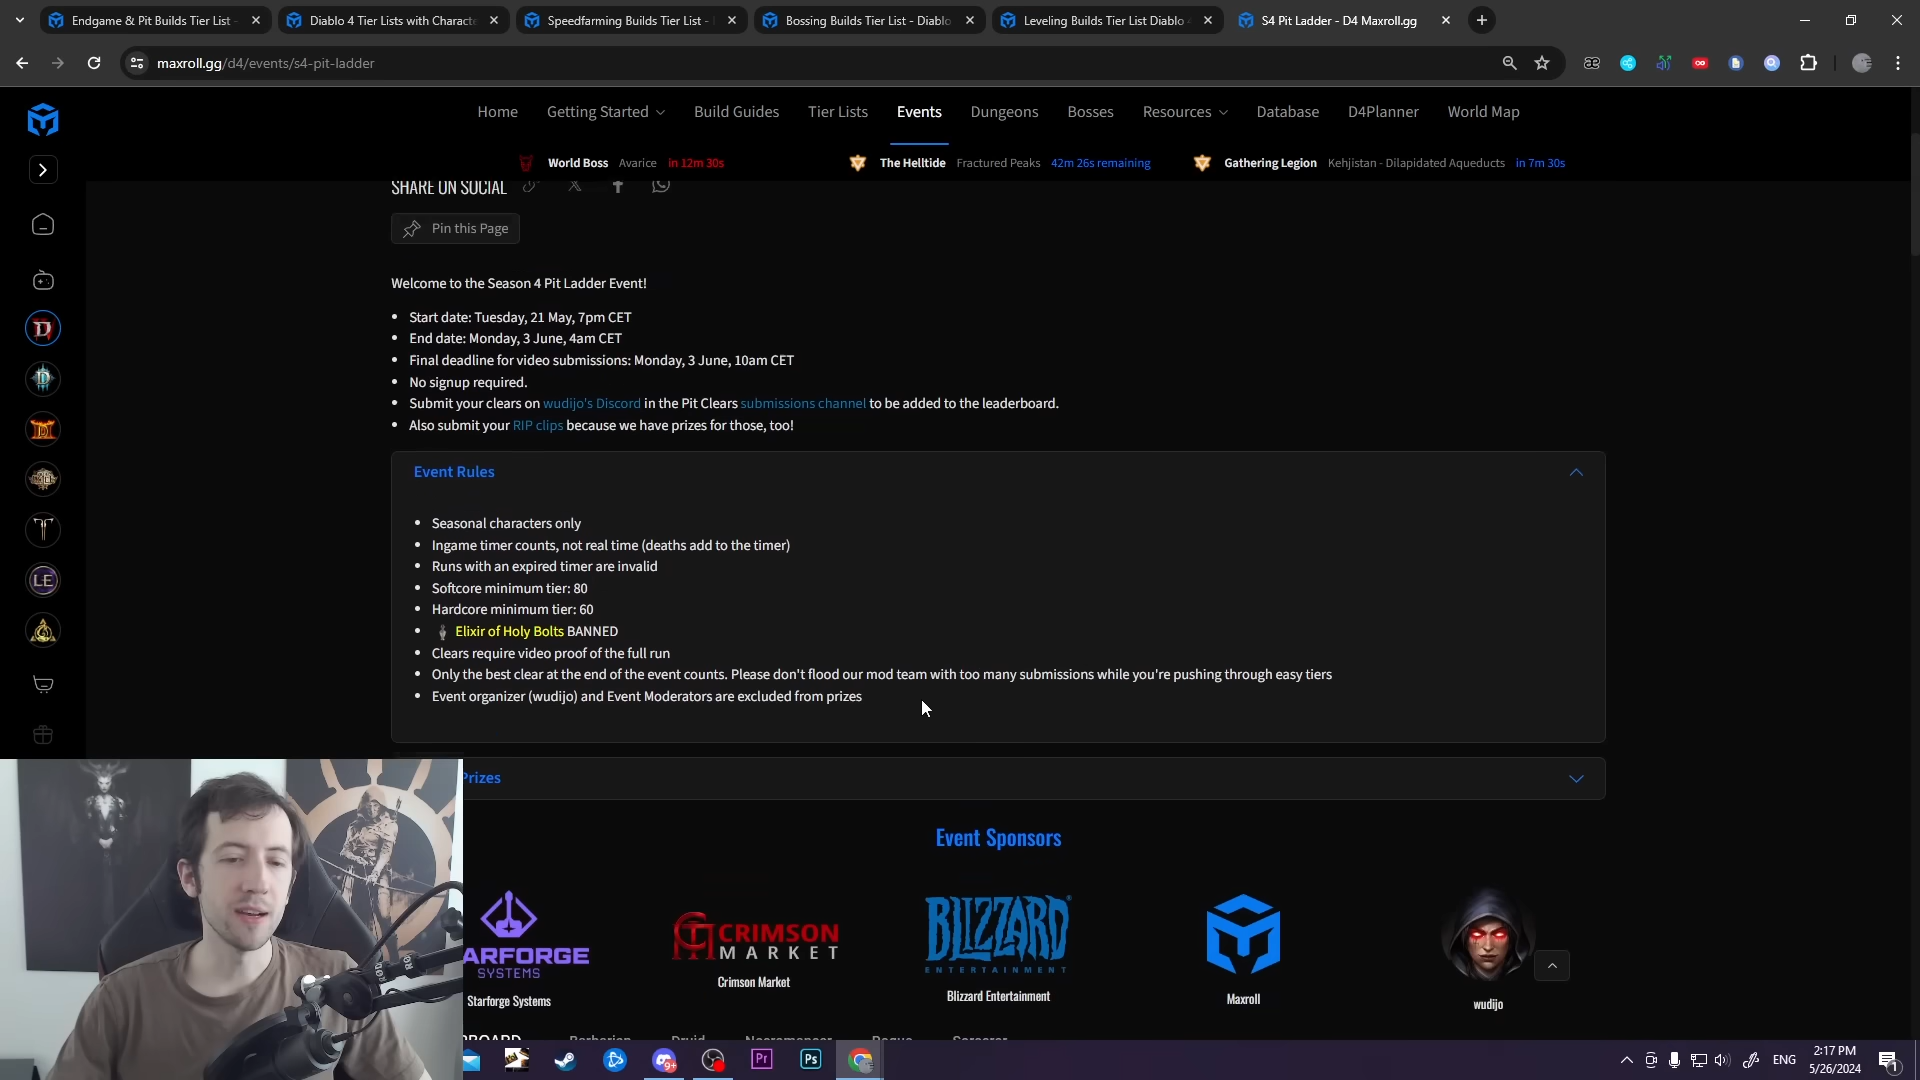 Endgame & Pit Builds Tier List -
Diablo 4 Tier Lists with Characte
Speedfarming Builds Tier List -
Bossing Builds Tier List - Diablo
Leveling Builds Tier List Diablo
S4 Pit Ladder - D4 Maxroll.gg
maxroll.gg/d4/events/s4-pit-ladder
Home
Getting Started
Build Guides
Tier Lists
Events
Dungeons
Bosses
Resources
Database
D4Planner
World Map
World Boss Avarice in 12m 30s
The Helltide Fractured Peaks 42m 26s remaining
Gathering Legion Kehjistan - Dilapidated Aqueducts in 7m 30s
SHARE ON SOCIAL
Pin this Page
Welcome to the Season 4 Pit Ladder Event!
Start date: Tuesday, 21 May, 7pm CET
End date: Monday, 3 June, 4am CET
Final deadline for video submissions: Monday, 3 June, 10am CET
No signup required.
Submit your clears on wudijo's Discord in the Pit Clears submissions channel to be added to the leaderboard.
Also submit your RIP clips because we have prizes for those, too!
Event Rules
Seasonal characters only
Ingame timer counts, not real time (deaths add to the timer)
Runs with an expired timer are invalid
Softcore minimum tier: 80
Hardcore minimum tier: 60
Elixir of Holy Bolts BANNED
Clears require video proof of the full run
Only the best clear at the end of the event counts. Please don't flood our mod team with too many submissions while you're pushing through easy tiers
Event organizer (wudijo) and Event Moderators are excluded from prizes
Prizes
Event Sponsors
ARFORGE
SYSTEMS
Starforge Systems
CRIMSON
MARKET
Crimson Market
BLIZZARD
ENTERTAINMENT
Blizzard Entertainment
Maxroll
wudijo
LE
Pr
Ps
9+
ENG
2:17 PM
5/26/2024
1